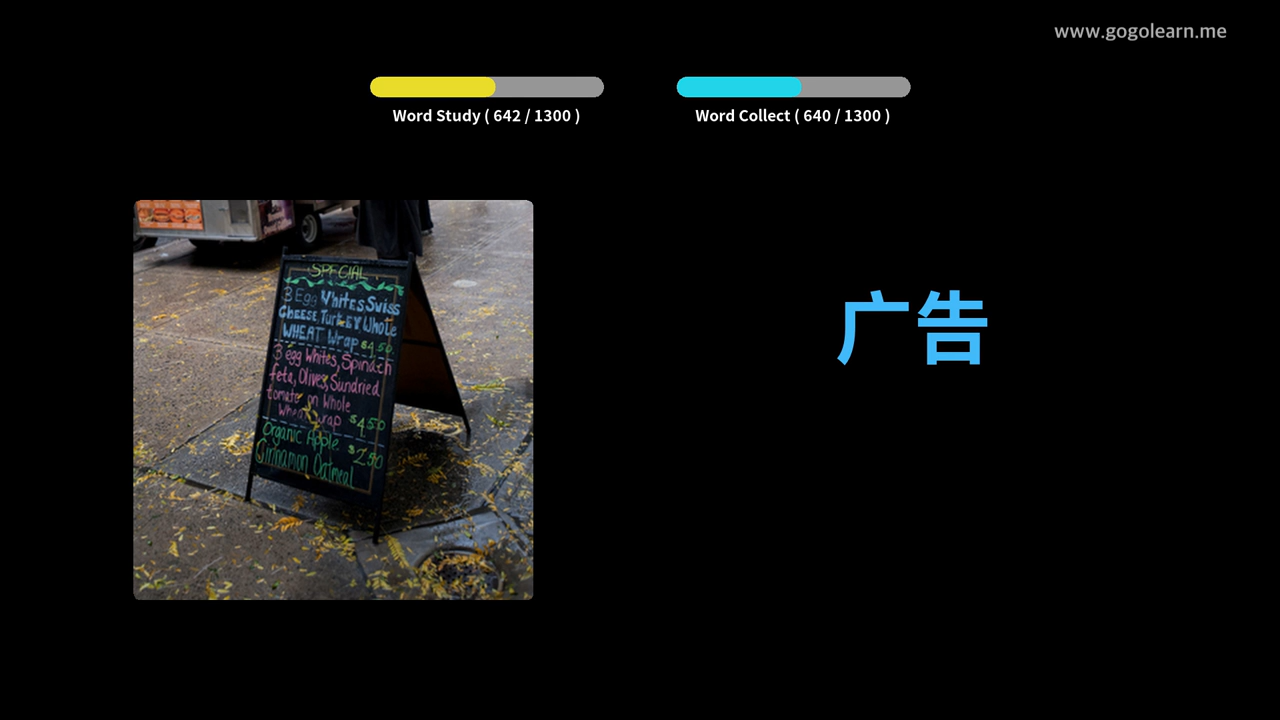 www.gogolearn.me
Word Study ( 642 / 1300 )
Word Collect ( 640 / 1300 )
SPECIAL
3 Egg Whites, Swiss
Cheese, Turkey Whole
WHEAT Wrap $4.50
3 egg Whites, Spinach
feta, Olives, Sundried
tomato on Whole
Wheat Wrap $4.50
Organic Apple $2.50
Cinnamon Oatmeal
广告